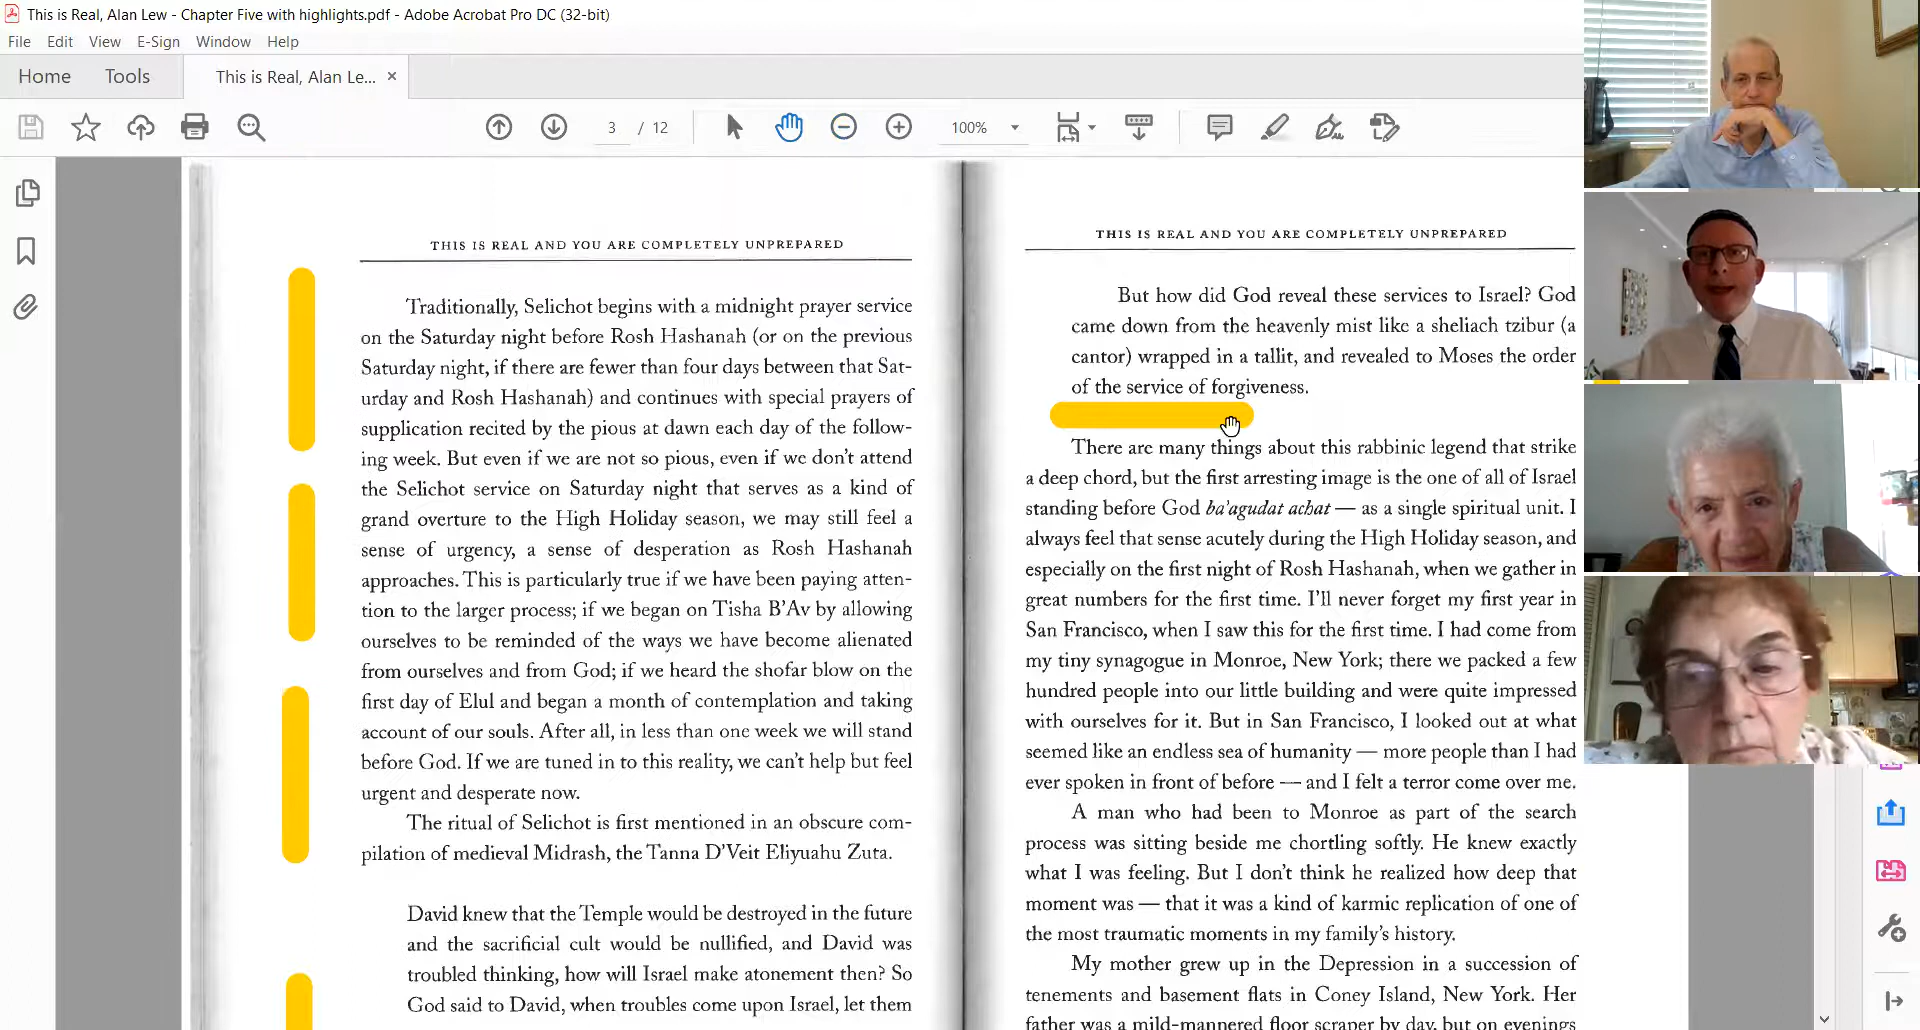 This is Real, Alan Lew - Chapter Five with highlights.pdf - Adobe Acrobat Pro DC (32-bit)
File Edit View E-Sign Window Help
Home Tools This is Real, Alan Le... ×
3 / 12 100%
THIS IS REAL AND YOU ARE COMPLETELY UNPREPARED
Traditionally, Selichot begins with a midnight prayer service
on the Saturday night before Rosh Hashanah (or on the previous
Saturday night, if there are fewer than four days between that Sat-
urday and Rosh Hashanah) and continues with special prayers of
supplication recited by the pious at dawn each day of the follow-
ing week. But even if we are not so pious, even if we don't attend
the Selichot service on Saturday night that serves as a kind of
grand overture to the High Holiday season, we may still feel a
sense of urgency, a sense of desperation as Rosh Hashanah
approaches. This is particularly true if we have been paying atten-
tion to the larger process; if we began on Tisha B'Av by allowing
ourselves to be reminded of the ways we have become alienated
from ourselves and from God; if we heard the shofar blow on the
first day of Elul and began a month of contemplation and taking
account of our souls. After all, in less than one week we will stand
before God. If we are tuned in to this reality, we can't help but feel
urgent and desperate now.
The ritual of Selichot is first mentioned in an obscure com-
pilation of medieval Midrash, the Tanna D'Veit Eliyuahu Zuta.
David knew that the Temple would be destroyed in the future
and the sacrificial cult would be nullified, and David was
troubled thinking, how will Israel make atonement then? So
God said to David, when troubles come upon Israel, let them
THIS IS REAL AND YOU ARE COMPLETELY UNPREPARED
But how did God reveal these services to Israel? God
came down from the heavenly mist like a sheliach tzibur (a
cantor) wrapped in a tallit, and revealed to Moses the order
of the service of forgiveness.
There are many things about this rabbinic legend that strike
a deep chord, but the first arresting image is the one of all of Israel
standing before God ba'agudat achat — as a single spiritual unit. I
always feel that sense acutely during the High Holiday season, and
especially on the first night of Rosh Hashanah, when we gather in
great numbers for the first time. I'll never forget my first year in
San Francisco, when I saw this for the first time. I had come from
my tiny synagogue in Monroe, New York; there we packed a few
hundred people into our little building and were quite impressed
with ourselves for it. But in San Francisco, I looked out at what
seemed like an endless sea of humanity — more people than I had
ever spoken in front of before — and I felt a terror come over me.
A man who had been to Monroe as part of the search
process was sitting beside me chortling softly. He knew exactly
what I was feeling. But I don't think he realized how deep that
moment was — that it was a kind of karmic replication of one of
the most traumatic moments in my family's history.
My mother grew up in the Depression in a succession of
tenements and basement flats in Coney Island, New York. Her
father was a mild-mannered floor scraper by day, but on evenings